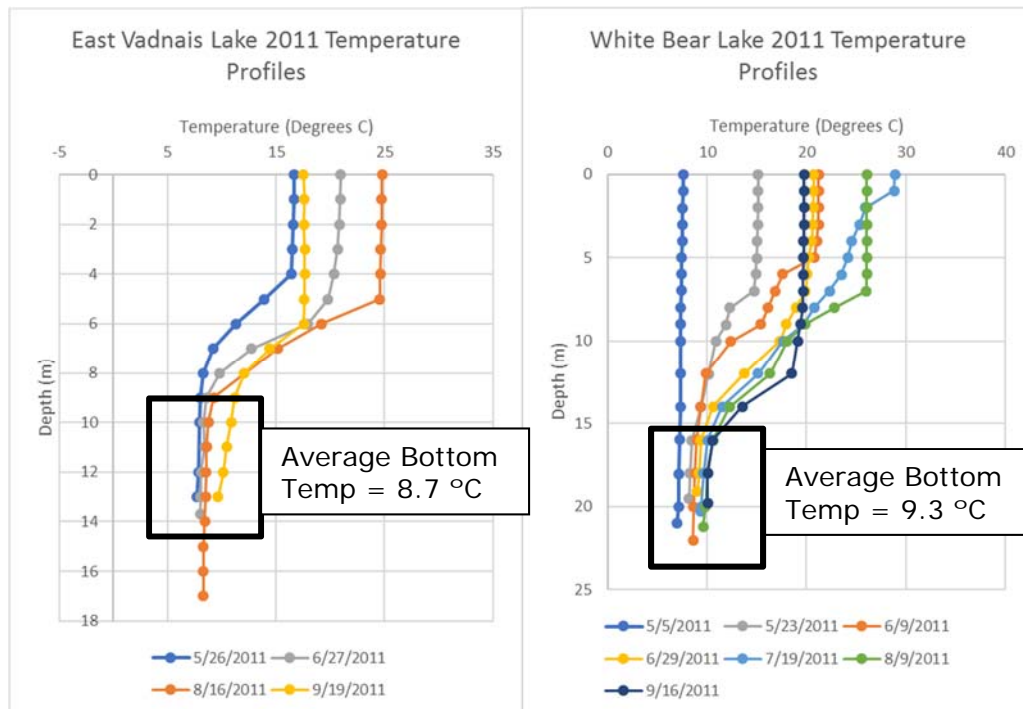 East Vadnais Lake 2011 Temperature
Profiles
Temperature (Degrees C)
-5 5 15 25 35
0
2
4
6
8
10
12
14
16
18
Depth (m)
Average Bottom
Temp = 8.7 ºC
5/26/2011 6/27/2011
8/16/2011 9/19/2011
White Bear Lake 2011 Temperature
Profiles
Temperature (Degrees C)
0 10 20 30 40
0
5
10
15
20
25
Depth (m)
Average Bottom
Temp = 9.3 ºC
5/5/2011 5/23/2011 6/9/2011
6/29/2011 7/19/2011 8/9/2011
9/16/2011